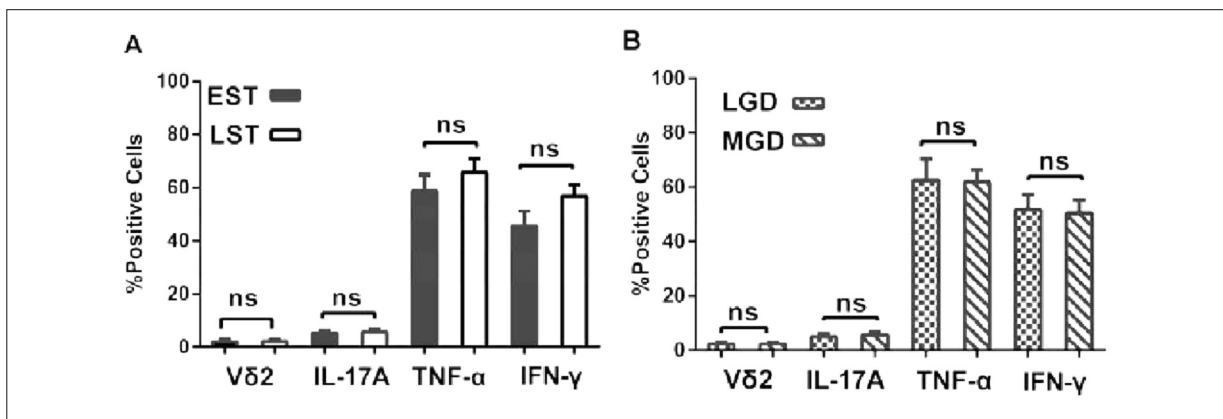 A
%Positive Cells
100
80
60
40
20
0
EST
LST
ns
ns
ns
ns
Vδ2
IL-17A
TNF-α
IFN-γ
B
%Positive Cells
100
80
60
40
20
0
LGD
MGD
ns
ns
ns
ns
Vδ2
IL-17A
TNF-α
IFN-γ